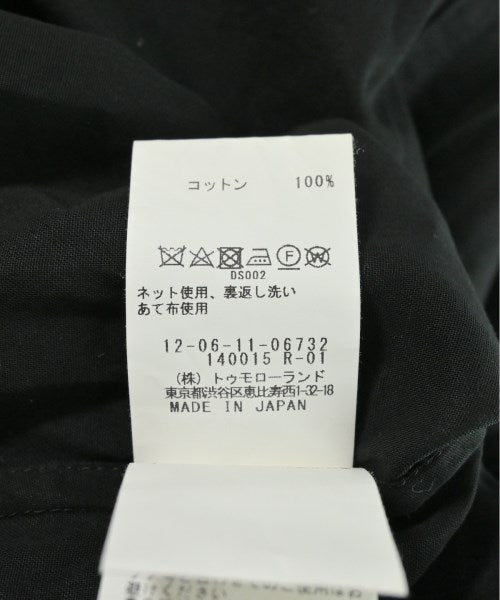 コットン 100%
DS002
ネット使用、裏返し洗い
あて布使用
12-06-11-06732
140015 R-01
(株) トゥモローランド
東京都渋谷区恵比寿西1-32-18
MADE IN JAPAN